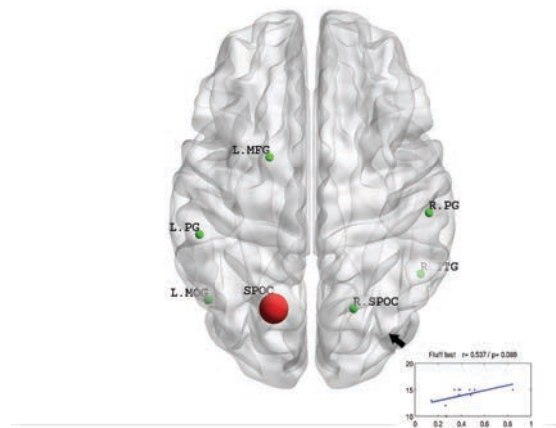 L.MFG
R.PG
L.PG
R.ITG
L.MOG
SPOC
R.SPOC
Fluff test r= 0.537 / p= 0.089
20
15
10
0 0.2 0.4 0.6 0.8 1